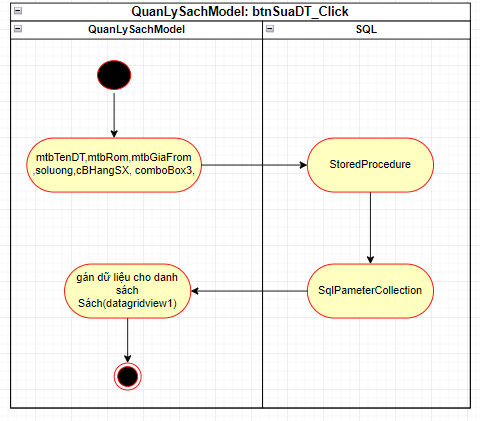 QuanLySachModel: btnSuaDT_Click
QuanLySachModel
SQL
mtbTenDT,mtbRom,mtbGiaFrom
,soluong,cBHangSX, comboBox3,
StoredProcedure
gán dữ liệu cho danh
sách
Sách(datagridview1)
SqlPameterCollection